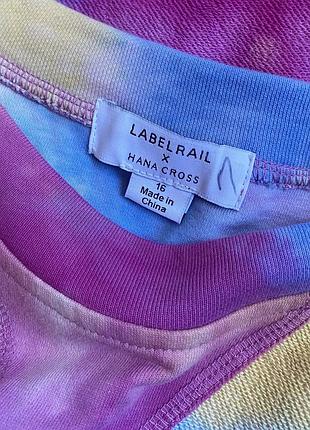 LABELRAIL
×
HANA CROSS
16
Made in
China